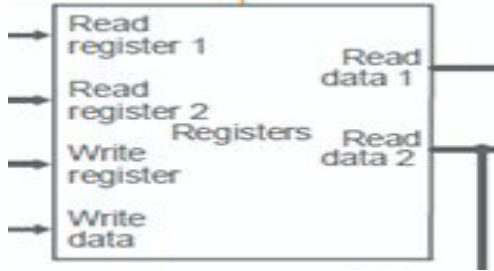 Read
register 1
Read
register 2
Write
register
Write
data
Registers
Read
data 1
Read
data 2